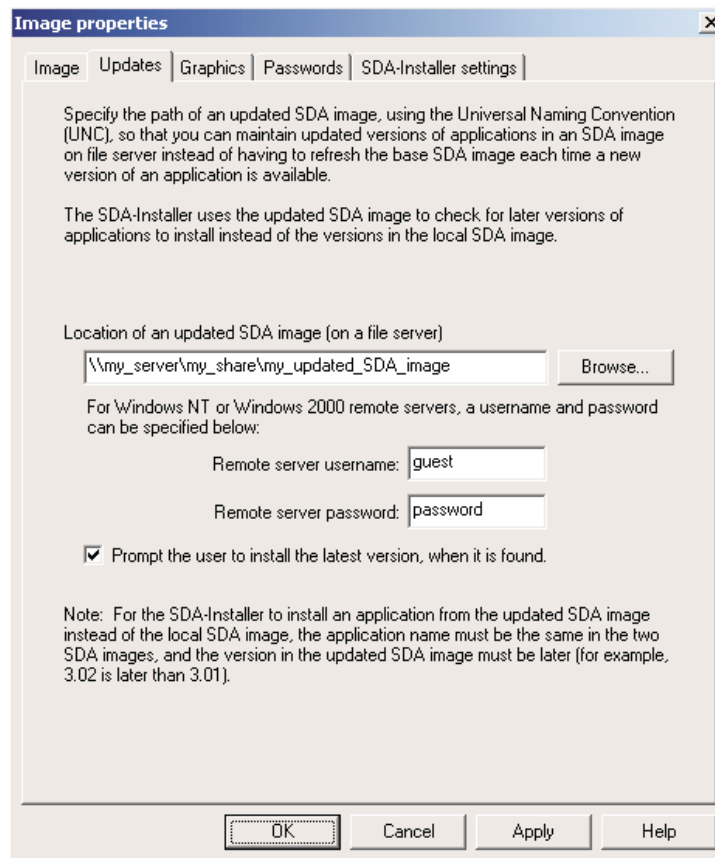 Image properties
Image
Updates
Graphics
Passwords
SDA-Installer settings
Specify the path of an updated SDA image, using the Universal Naming Convention
(UNC), so that you can maintain updated versions of applications in an SDA image
on file server instead of having to refresh the base SDA image each time a new
version of an application is available.
The SDA-Installer uses the updated SDA image to check for later versions of
applications to install instead of the versions in the local SDA image.
Location of an updated SDA image (on a file server)
\\my_server\my_share\my_updated_SDA_image
Browse...
For Windows NT or Windows 2000 remote servers, a username and password
can be specified below:
Remote server username: guest
Remote server password: password
Prompt the user to install the latest version, when it is found.
Note: For the SDA-Installer to install an application from the updated SDA image
instead of the local SDA image, the application name must be the same in the two
SDA images, and the version in the updated SDA image must be later (for example,
3.02 is later than 3.01).
OK
Cancel
Apply
Help